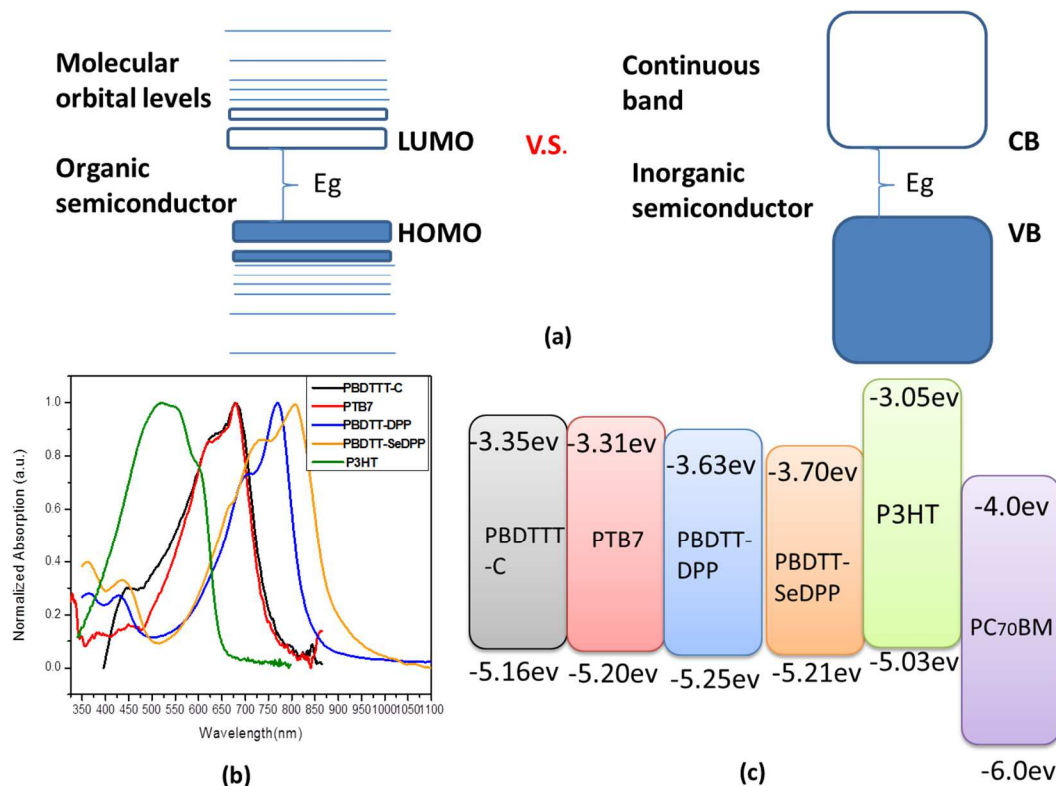 Molecular
orbital levels
LUMO
Organic
semiconductor
Eg
HOMO
V.S.
Continuous
band
CB
Inorganic
semiconductor
Eg
VB
(a)
PBDTTT-C
PTB7
PBDTT-DPP
PBDTT-SeDPP
P3HT
Normalized Absorption (a.u.)
1.0
0.8
0.6
0.4
0.2
0.0
350 400 450 500 550 600 650 700 750 800 850 900 950 1000 1050 1100
Wavelength(nm)
(b)
-3.35ev
-3.31ev
-3.63ev
-3.70ev
-3.05ev
-4.0ev
PBDTTT
-C
PTB7
PBDTT-
DPP
PBDTT-
SeDPP
P3HT
PC70BM
-5.16ev
-5.20ev
-5.25ev
-5.21ev
-5.03ev
-6.0ev
(c)